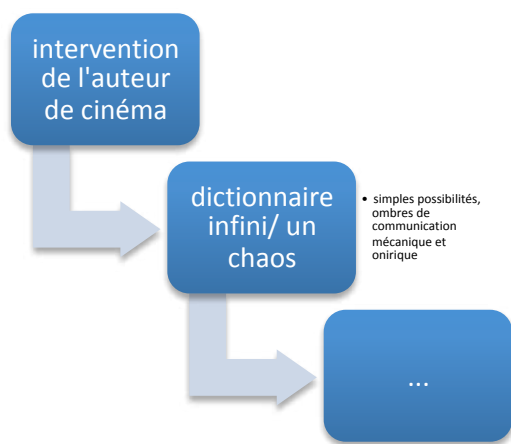 intervention
de l'auteur
de cinéma
dictionnaire
infini/ un
chaos
• simples possibilités,
ombres de
communication
mécanique et
onirique
...